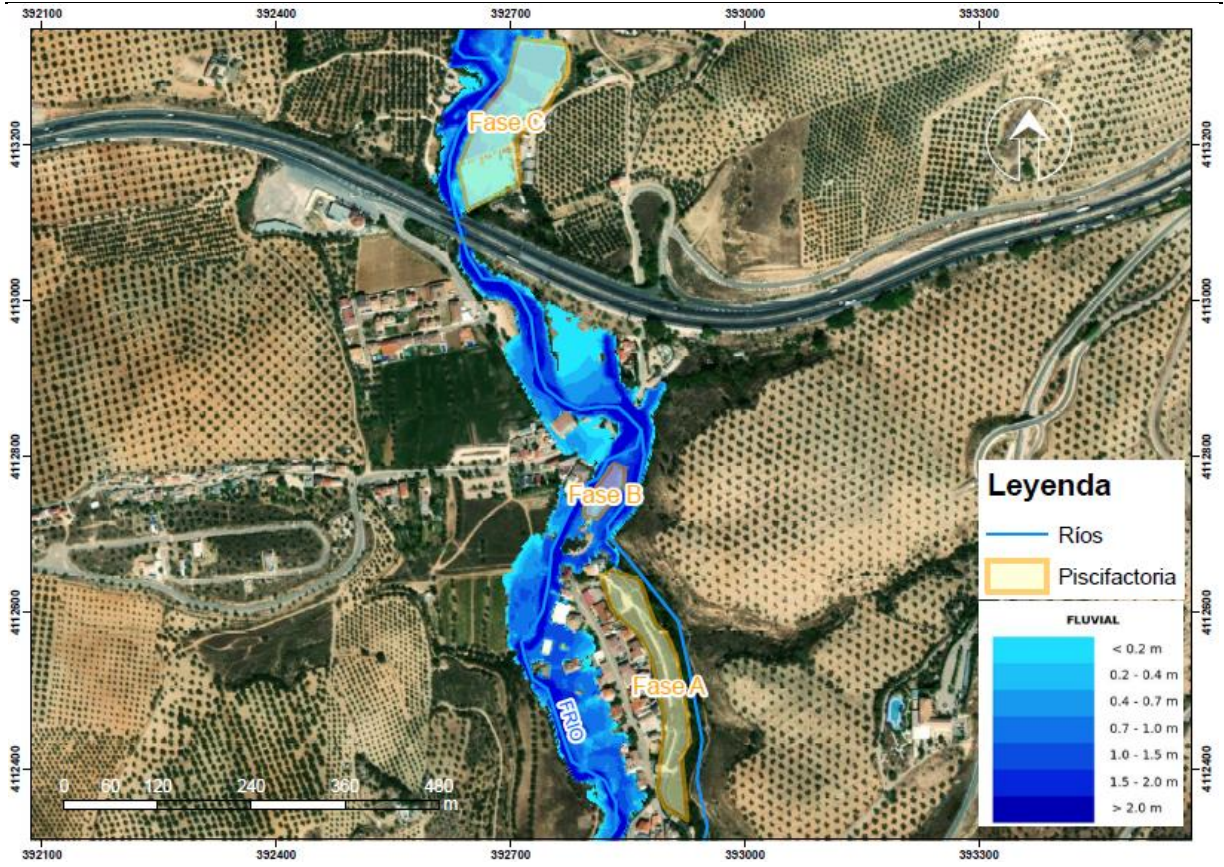 392100 392400 392700 393000 393300
4113200 4113200
Fase C
4113000 4113000
4112800 4112800
Fase B
Leyenda
Ríos
Piscifactoria
4112600 4112600
FLUVIAL
< 0.2 m
0.2 - 0.4 m
0.4 - 0.7 m
0.7 - 1.0 m
1.0 - 1.5 m
1.5 - 2.0 m
> 2.0 m
Fase A
FRIO
4112400 4112400
0 60 120 240 360 480
m
392100 392400 392700 393000 393300